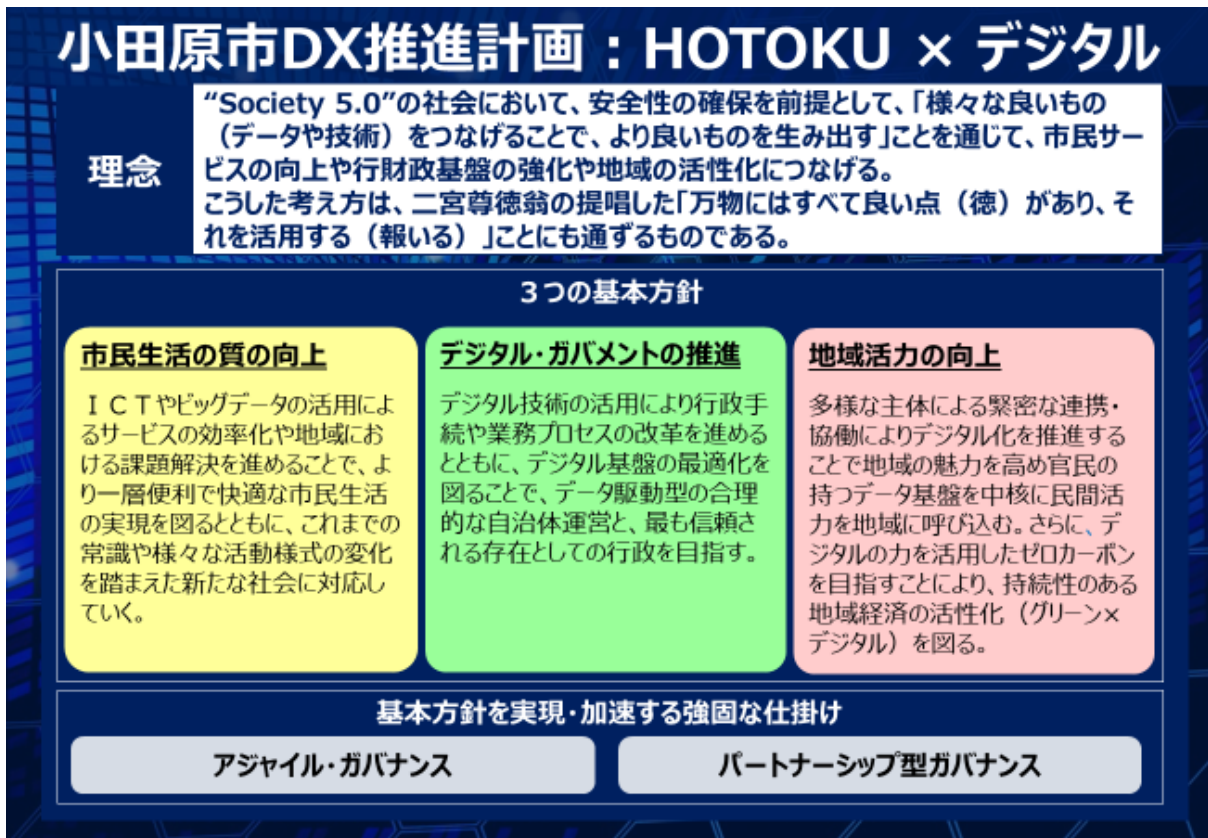 小田原市DX推進計画：HOTOKU × デジタル
理念
“Society 5.0”の社会において、安全性の確保を前提として、「様々な良いもの
（データや技術）をつなげることで、より良いものを生み出す」ことを通じて、市民サー
ビスの向上や行財政基盤の強化や地域の活性化につなげる。
こうした考え方は、二宮尊徳翁の提唱した「万物にはすべて良い点（徳）があり、そ
れを活用する（報いる）」ことにも通ずるものである。
３つの基本方針
市民生活の質の向上
ＩＣＴやビッグデータの活用によ
るサービスの効率化や地域にお
ける課題解決を進めることで、よ
り一層便利で快適な市民生活
の実現を図るとともに、これまでの
常識や様々な活動様式の変化
を踏まえた新たな社会に対応し
ていく。
デジタル・ガバメントの推進
デジタル技術の活用により行政手
続や業務プロセスの改革を進める
とともに、デジタル基盤の最適化を
図ることで、データ駆動型の合理
的な自治体運営と、最も信頼さ
れる存在としての行政を目指す。
地域活力の向上
多様な主体による緊密な連携・
協働によりデジタル化を推進する
ことで地域の魅力を高め官民の
持つデータ基盤を中核に民間活
力を地域に呼び込む。さらに、デ
ジタルの力を活用したゼロカーボン
を目指すことにより、持続性のある
地域経済の活性化（グリーン×
デジタル）を図る。
基本方針を実現・加速する強固な仕掛け
アジャイル・ガバナンス
パートナーシップ型ガバナンス